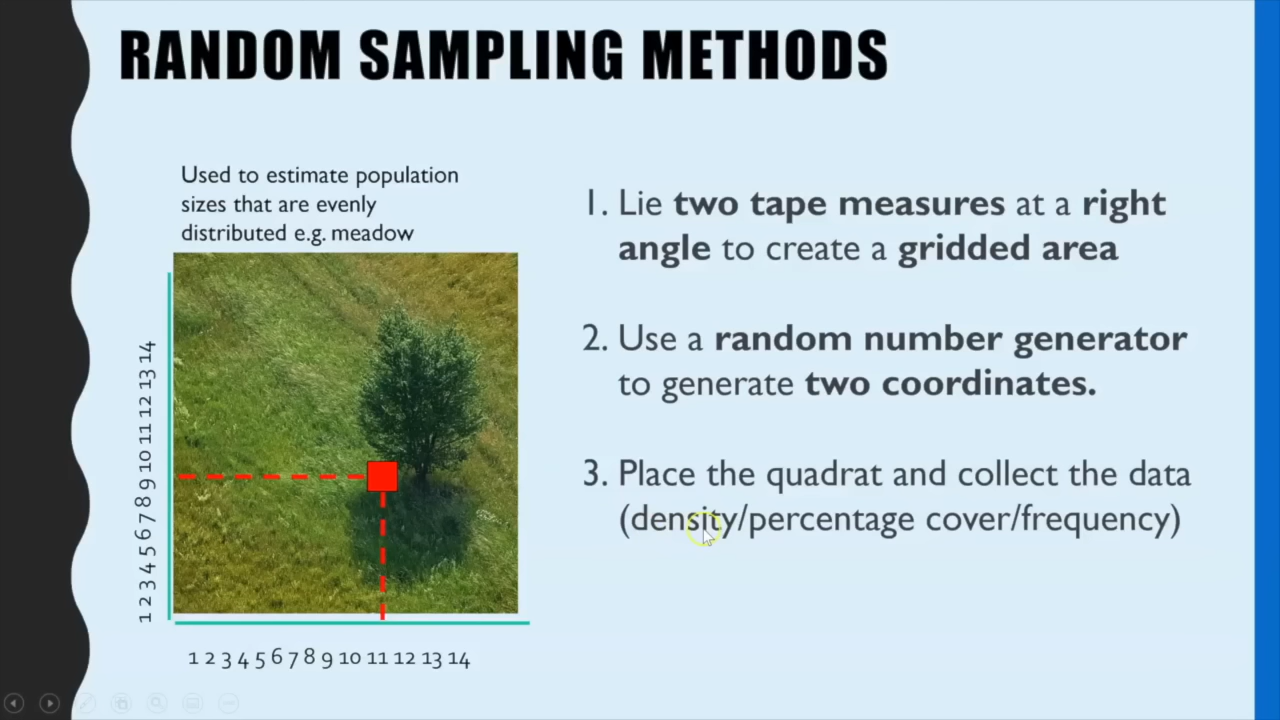 RANDOM SAMPLING METHODS
Used to estimate population
sizes that are evenly
distributed e.g. meadow
1 2 3 4 5 6 7 8 9 10 11 12 13 14
1 2 3 4 5 6 7 8 9 10 11 12 13 14
1. Lie two tape measures at a right
angle to create a gridded area
2. Use a random number generator
to generate two coordinates.
3. Place the quadrat and collect the data
(density/percentage cover/frequency)